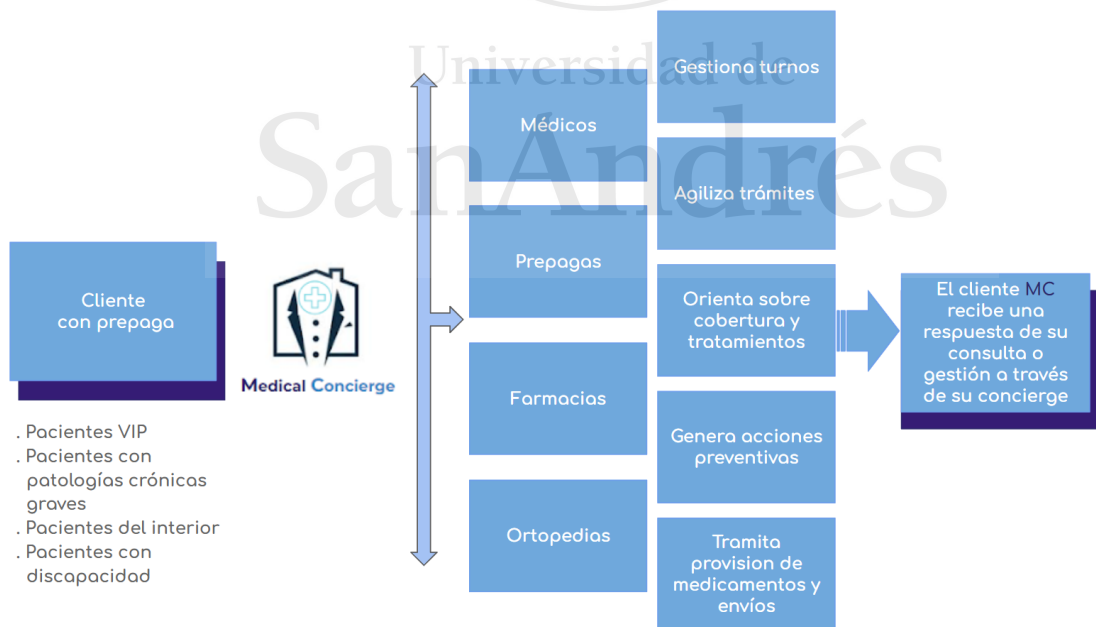 Universidad de
SanAndrés
Cliente
con prepaga
Medical Concierge
. Pacientes VIP
. Pacientes con
patologías crónicas
graves
. Pacientes del interior
. Pacientes con
discapacidad
Médicos
Prepagas
Farmacias
Ortopedias
Gestiona turnos
Agiliza trámites
Orienta sobre
cobertura y
tratamientos
Genera acciones
preventivas
Tramita
provision de
medicamentos y
envíos
El cliente MC
recibe una
respuesta de su
consulta o
gestión a través
de su concierge